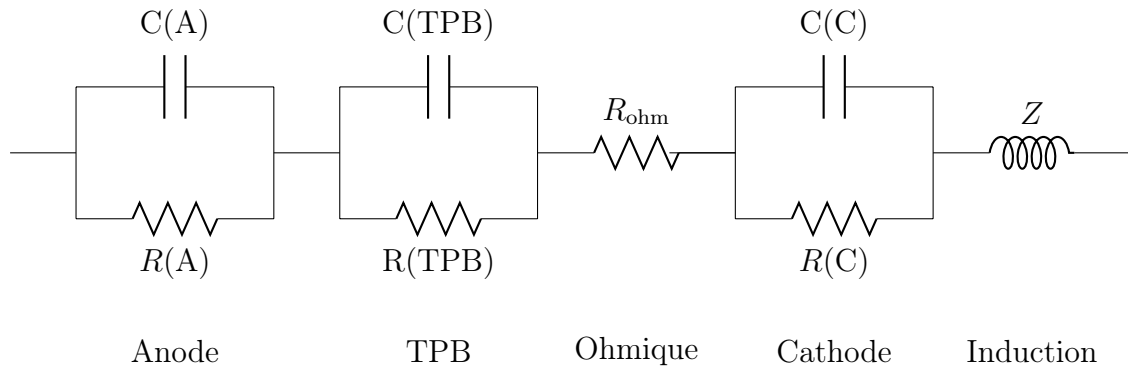 C(A) C(TPB) C(C)
R_ohm Z
R(A) R(TPB) R(C)
Anode TPB Ohmique Cathode Induction